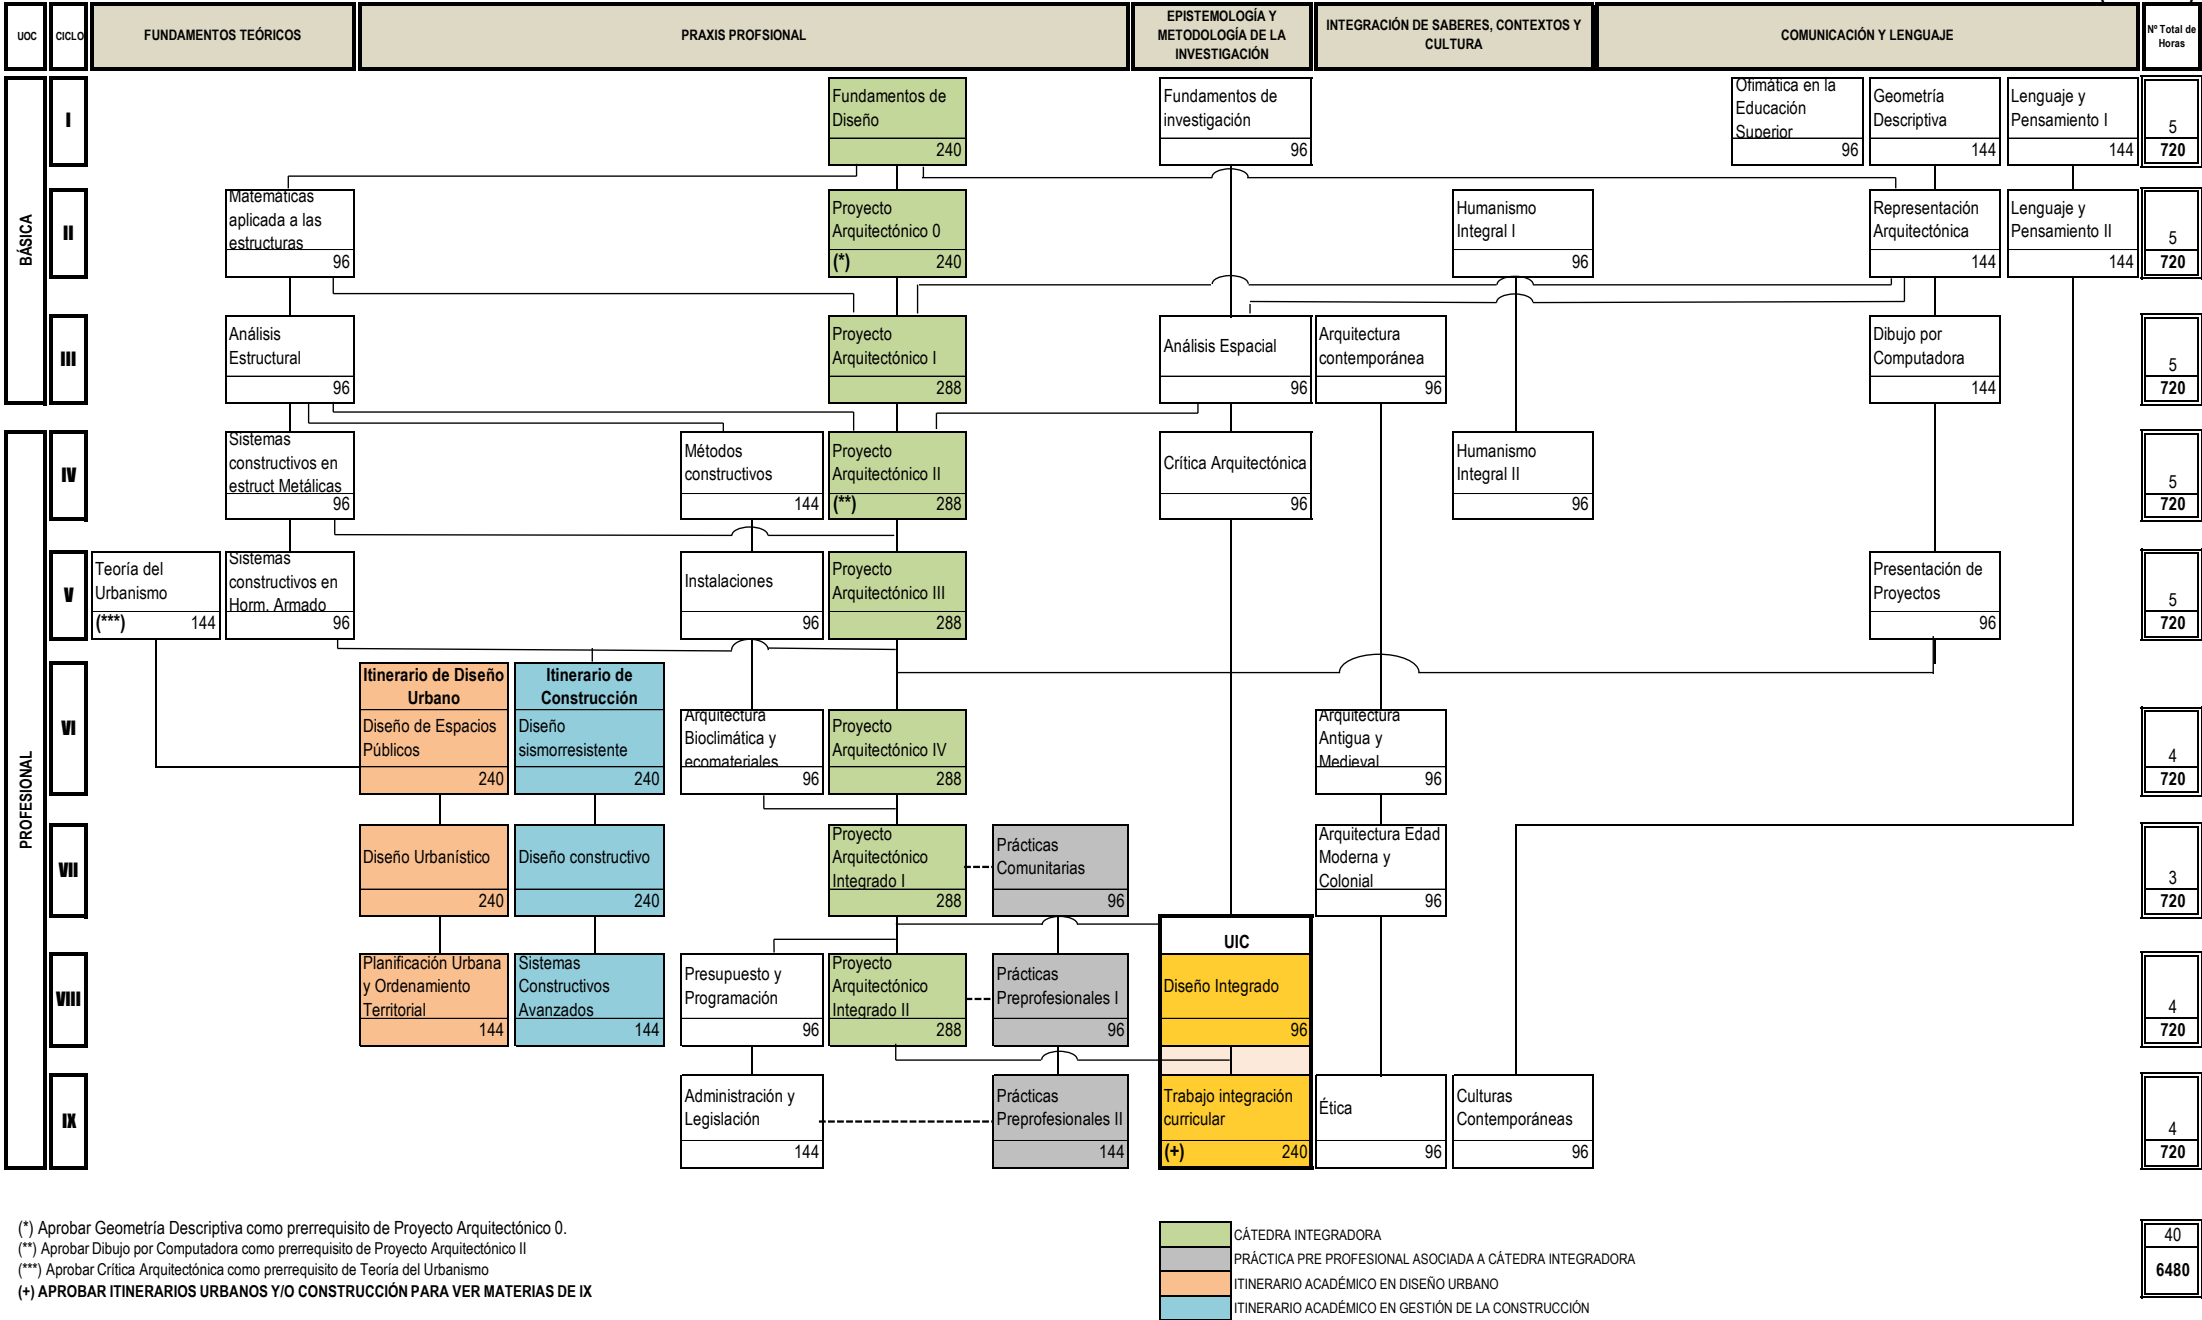 UOC
CICLO
FUNDAMENTOS TEÓRICOS
PRAXIS PROFSIONAL
EPISTEMOLOGÍA Y
METODOLOGÍA DE LA
INVESTIGACIÓN
INTEGRACIÓN DE SABERES, CONTEXTOS Y
CULTURA
COMUNICACIÓN Y LENGUAJE
Nº Total de
Horas
BÁSICA
I
Fundamentos de
Diseño
240
Fundamentos de
investigación
96
Ofimática en la
Educación
Superior
96
Geometría
Descriptiva
144
Lenguaje y
Pensamiento I
144
5
720
II
Matemáticas
aplicada a las
estructuras
96
Proyecto
Arquitectónico 0
(*) 240
Humanismo
Integral I
96
Representación
Arquitectónica
144
Lenguaje y
Pensamiento II
144
5
720
III
Análisis
Estructural
96
Proyecto
Arquitectónico I
288
Análisis Espacial
96
Arquitectura
contemporánea
96
Dibujo por
Computadora
144
5
720
PROFESIONAL
IV
Sistemas
constructivos en
estruct Metálicas
96
Métodos
constructivos
144
Proyecto
Arquitectónico II
(**) 288
Crítica Arquitectónica
96
Humanismo
Integral II
96
5
720
V
Teoría del
Urbanismo
(***) 144
Sistemas
constructivos en
Horm. Armado
96
Instalaciones
96
Proyecto
Arquitectónico III
288
Presentación de
Proyectos
96
5
720
VI
Itinerario de Diseño
Urbano
Diseño de Espacios
Públicos
240
Itinerario de
Construcción
Diseño
sismorresistente
240
Arquitectura
Bioclimática y
ecomateriales
96
Proyecto
Arquitectónico IV
288
Arquitectura
Antigua y
Medieval
96
4
720
VII
Diseño Urbanístico
240
Diseño constructivo
240
Proyecto
Arquitectónico
Integrado I
288
Prácticas
Comunitarias
96
Arquitectura Edad
Moderna y
Colonial
96
3
720
VIII
Planificación Urbana
y Ordenamiento
Territorial
144
Sistemas
Constructivos
Avanzados
144
Presupuesto y
Programación
96
Proyecto
Arquitectónico
Integrado II
288
Prácticas
Preprofesionales I
96
UIC
Diseño Integrado
96
4
720
IX
Administración y
Legislación
144
Prácticas
Preprofesionales II
144
Trabajo integración
curricular
(+) 240
Ética
96
Culturas
Contemporáneas
96
4
720
(*) Aprobar Geometría Descriptiva como prerrequisito de Proyecto Arquitectónico 0.
(**) Aprobar Dibujo por Computadora como prerrequisito de Proyecto Arquitectónico II
(***) Aprobar Crítica Arquitectónica como prerrequisito de Teoría del Urbanismo
(+) APROBAR ITINERARIOS URBANOS Y/O CONSTRUCCIÓN PARA VER MATERIAS DE IX
CÁTEDRA INTEGRADORA
PRÁCTICA PRE PROFESIONAL ASOCIADA A CÁTEDRA INTEGRADORA
ITINERARIO ACADÉMICO EN DISEÑO URBANO
ITINERARIO ACADÉMICO EN GESTIÓN DE LA CONSTRUCCIÓN
40
6480